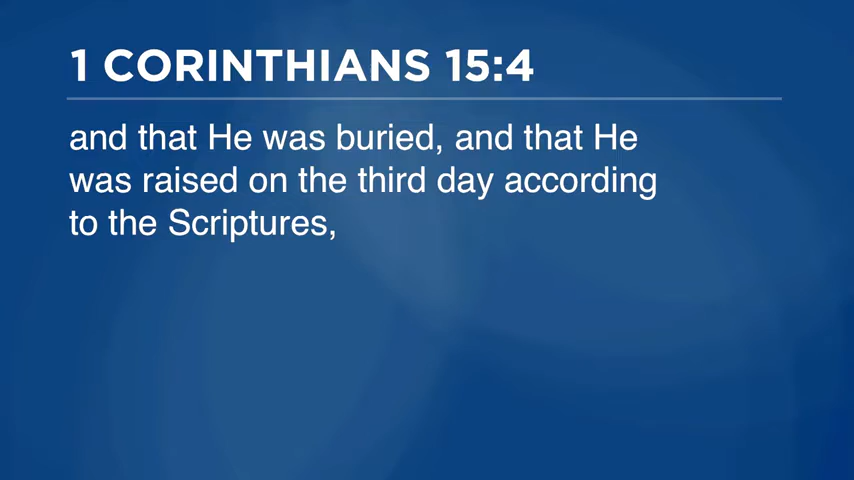 1 CORINTHIANS 15:4
and that He was buried, and that He
was raised on the third day according
to the Scriptures,